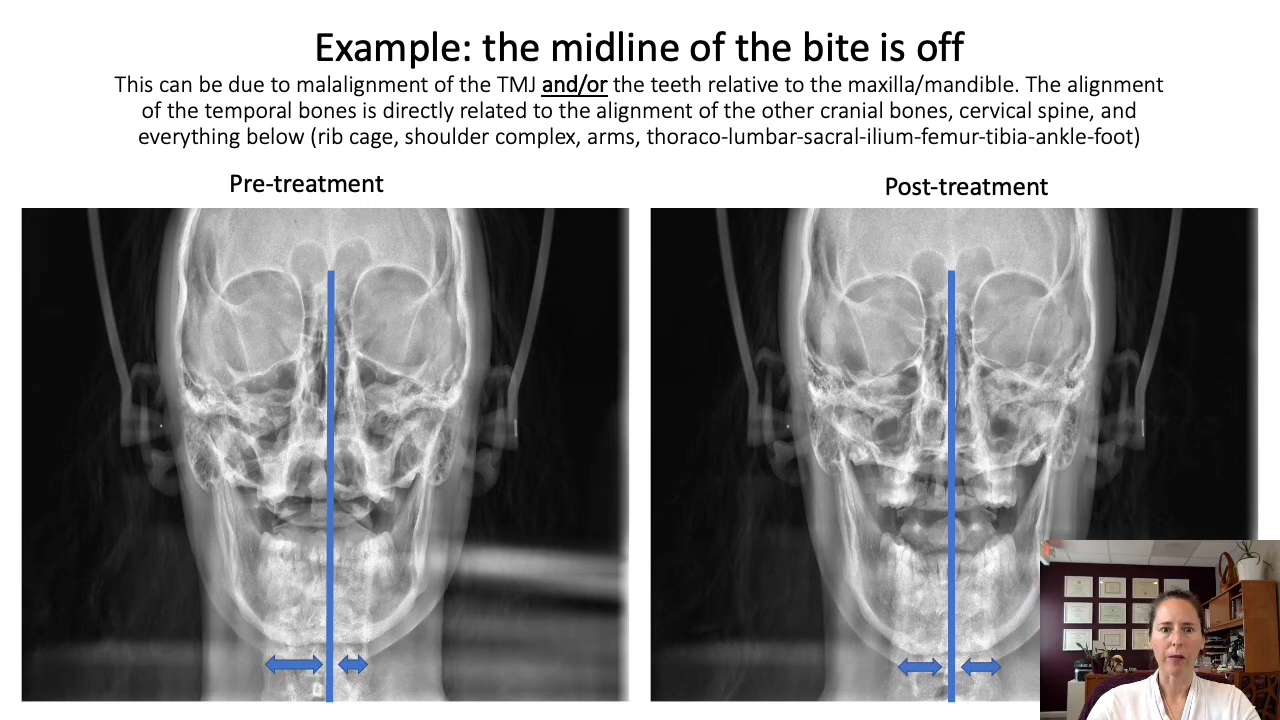 Example: the midline of the bite is off
This can be due to malalignment of the TMJ and/or the teeth relative to the maxilla/mandible. The alignment
of the temporal bones is directly related to the alignment of the other cranial bones, cervical spine, and
everything below (rib cage, shoulder complex, arms, thoraco-lumbar-sacral-ilium-femur-tibia-ankle-foot)
Pre-treatment
Post-treatment